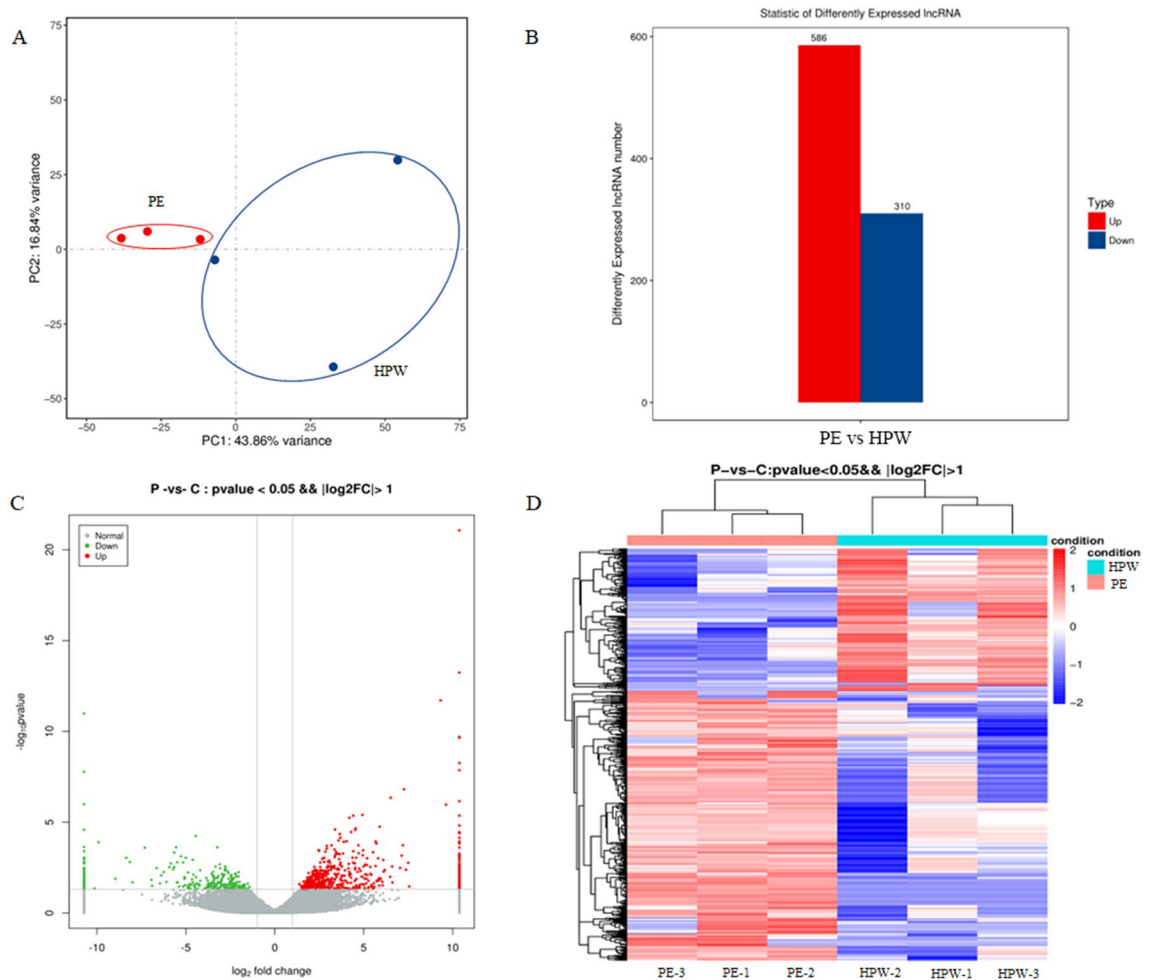 A
75
50
25
0
−25
−50
−50
−25
0
25
50
75
PC2: 16.84% variance
PC1: 43.86% variance
PE
HPW
B
Statistic of Differently Expressed lncRNA
600
400
200
0
Differently Expressed lncRNA number
586
310
PE vs HPW
Type
Up
Down
C
P -vs- C : pvalue < 0.05 && |log2FC|> 1
Normal
Down
Up
20
15
10
5
0
-log10pvalue
-10
-5
0
5
10
log2 fold change
D
P−vs−C:pvalue<0.05&& |log2FC|>1
condition
2
1
0
−1
−2
condition
HPW
PE
PE-3
PE-1
PE-2
HPW-2
HPW-1
HPW-3